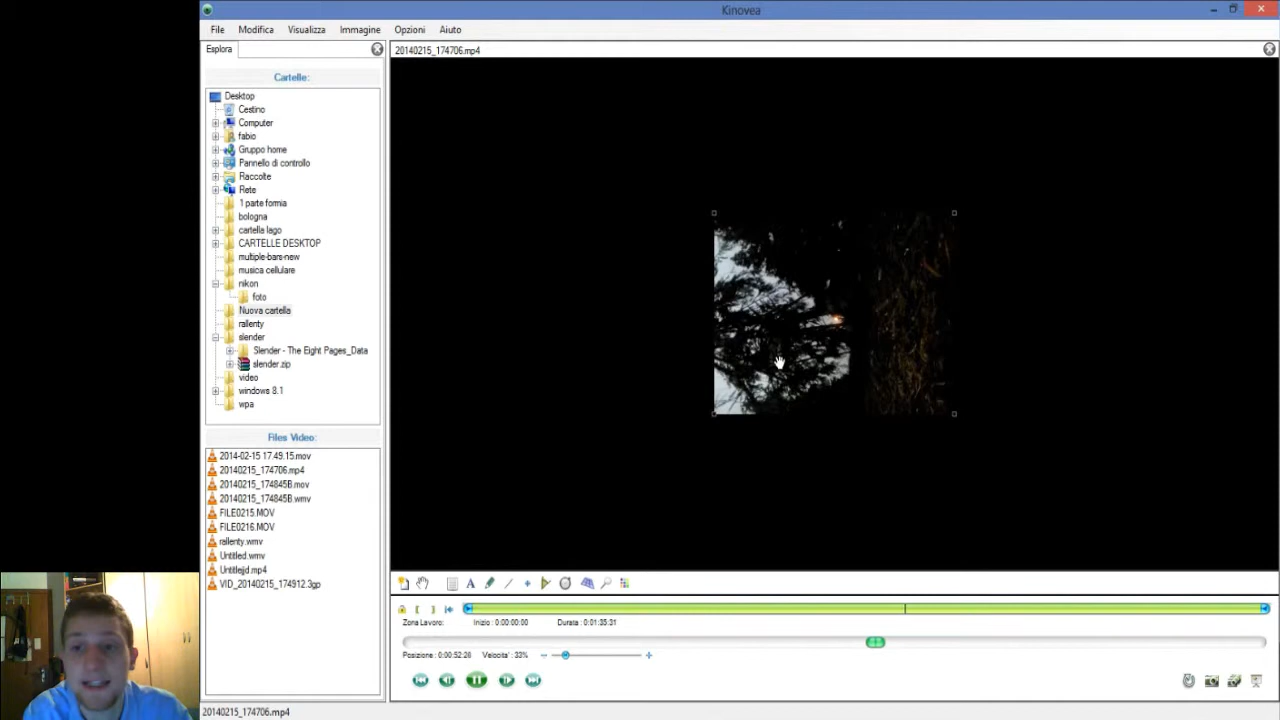 Kinovea
File Modifica Visualizza Immagine Opzioni Aiuto
Esplora
20140215_174706.mp4
Cartelle:
Desktop
Cestino
Computer
fabio
Gruppo home
Pannello di controllo
Raccolte
Rete
1 parte formia
bologna
cartella lago
CARTELLE DESKTOP
multiple-bars-new
musica cellulare
nikon
foto
Nuova cartella
rallenty
slender
Slender - The Eight Pages_Data
slender.zip
video
windows 8.1
wpa
Files Video:
2014-02-15 17.49.15.mov
20140215_174706.mp4
20140215_174845B.mov
20140215_174845B.wmv
FILE0215.MOV
FILE0216.MOV
rallenty.wmv
Untitled.wmv
Untitlejjd.mp4
VID_20140215_174912.3gp
Zona Lavoro: Inizio : 0:00:00:00 Durata : 0:01:35:31
Posizione : 0:00:52:26 Velocita' : 33%
20140215_174706.mp4